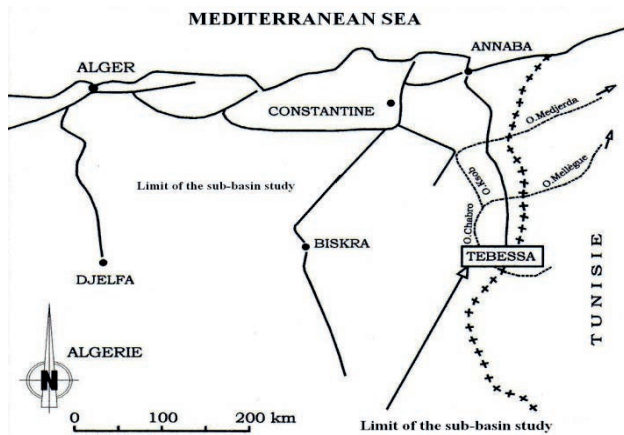 MEDITERRANEAN SEA
ALGER
ANNABA
CONSTANTINE
O.Medjerda
O.Ksob
O.Mellègue
Limit of the sub-basin study
O.Chabro
BISKRA
TEBESSA
DJELFA
TUNISIE
N
ALGERIE
0 100 200 km
Limit of the sub-basin study